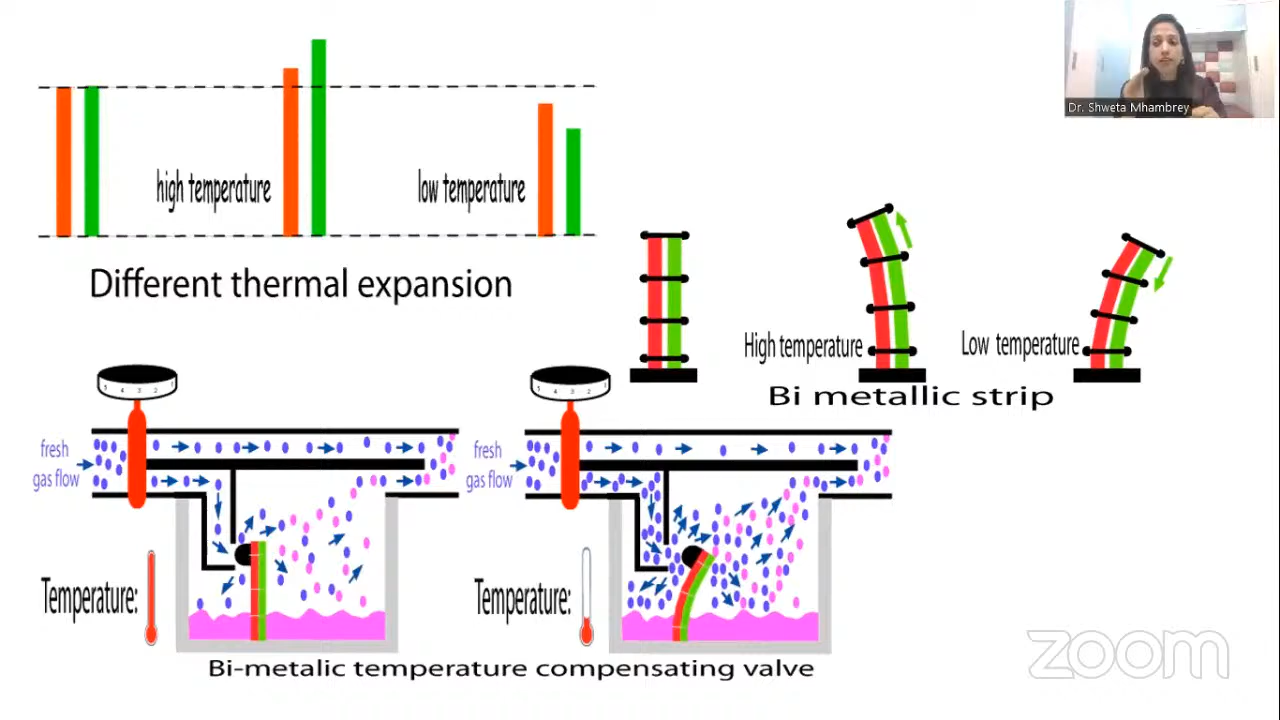 Dr. Shweta Mhambrey
high temperature
low temperature
Different thermal expansion
High temperature
Low temperature
Bi metallic strip
fresh
gas flow
fresh
gas flow
Temperature:
Temperature:
Bi-metalic temperature compensating valve
zoom